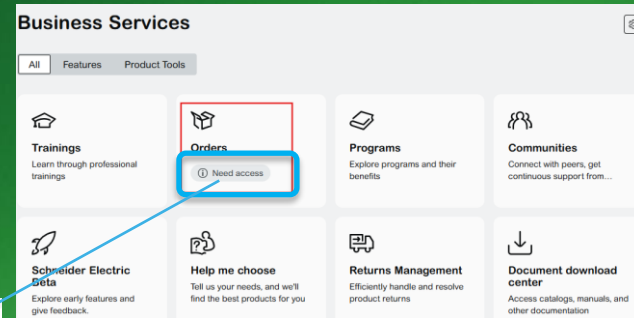 Business Services
All Features Product Tools
Trainings
Learn through professional
trainings
Orders
Need access
Programs
Explore programs and their
benefits
Communities
Connect with peers, get
continuous support from...
Schneider Electric
Beta
Explore early features and
give feedback.
Help me choose
Tell us your needs, and we'll
find the best products for you
Returns Management
Efficiently handle and resolve
product returns
Document download
center
Access catalogs, manuals, and
other documentation